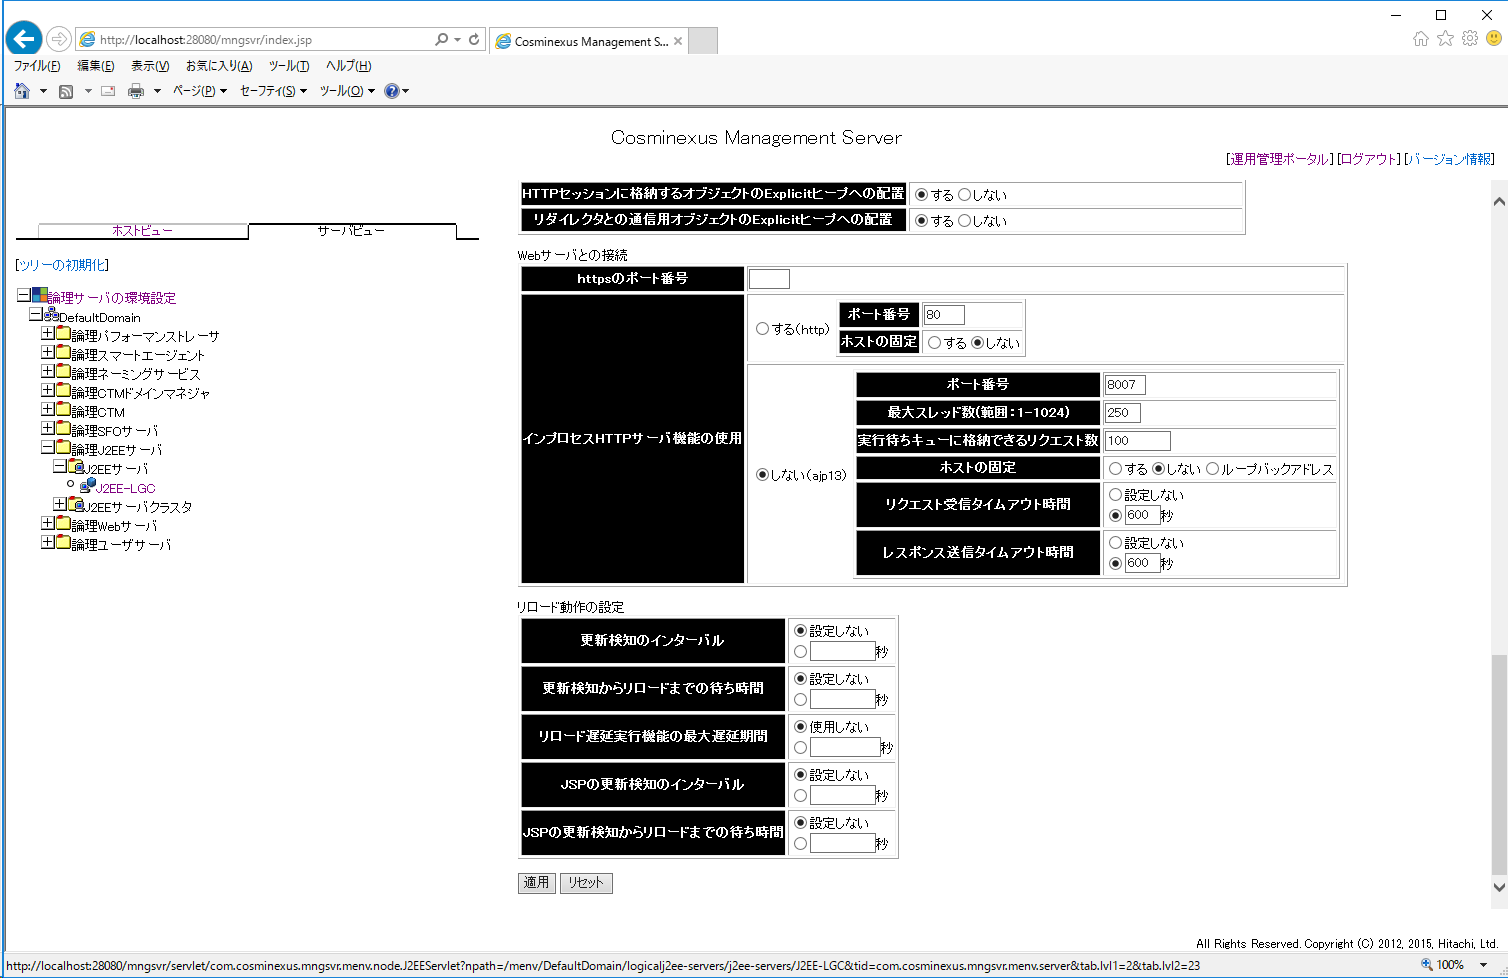 http://localhost:28080/mngsvr/index.jsp
Cosminexus Management S...
ファイル(F) 編集(E) 表示(V) お気に入り(A) ツール(T) ヘルプ(H)
ページ(P) セーフティ(S) ツール(O)
Cosminexus Management Server
[運用管理ポータル] [ログアウト] [バージョン情報]
ホストビュー サーバビュー
[ツリーの初期化]
論理サーバの環境設定
DefaultDomain
論理パフォーマンストレーサ
論理スマートエージェント
論理ネーミングサービス
論理CTMドメインマネジャ
論理CTM
論理SFOサーバ
論理J2EEサーバ
J2EEサーバ
J2EE-LGC
J2EEサーバクラスタ
論理Webサーバ
論理ユーザサーバ
HTTPセッションに格納するオブジェクトのExplicitヒープへの配置 する しない
リダイレクタとの通信用オブジェクトのExplicitヒープへの配置 する しない
Webサーバとの接続
httpsのポート番号
インプロセスHTTPサーバ機能の使用
する(http)
ポート番号 80
ホストの固定 する しない
しない(ajp13)
ポート番号 8007
最大スレッド数(範囲:1-1024) 250
実行待ちキューに格納できるリクエスト数 100
ホストの固定 する しない ループバックアドレス
リクエスト受信タイムアウト時間 設定しない
600 秒
レスポンス送信タイムアウト時間 設定しない
600 秒
リロード動作の設定
更新検知のインターバル 設定しない
秒
更新検知からリロードまでの待ち時間 設定しない
秒
リロード遅延実行機能の最大遅延期間 使用しない
秒
JSPの更新検知のインターバル 設定しない
秒
JSPの更新検知からリロードまでの待ち時間 設定しない
秒
適用 リセット
All Rights Reserved. Copyright (C) 2012, 2015, Hitachi, Ltd.
http://localhost:28080/mngsvr/servlet/com.cosminexus.mngsvr.menv.node.J2EEServlet?npath=/menv/DefaultDomain/logicalj2ee-servers/j2ee-servers/J2EE-LGC&tid=com.cosminexus.mngsvr.menv.server&tab.lvl1=2&tab.lvl2=23
100%